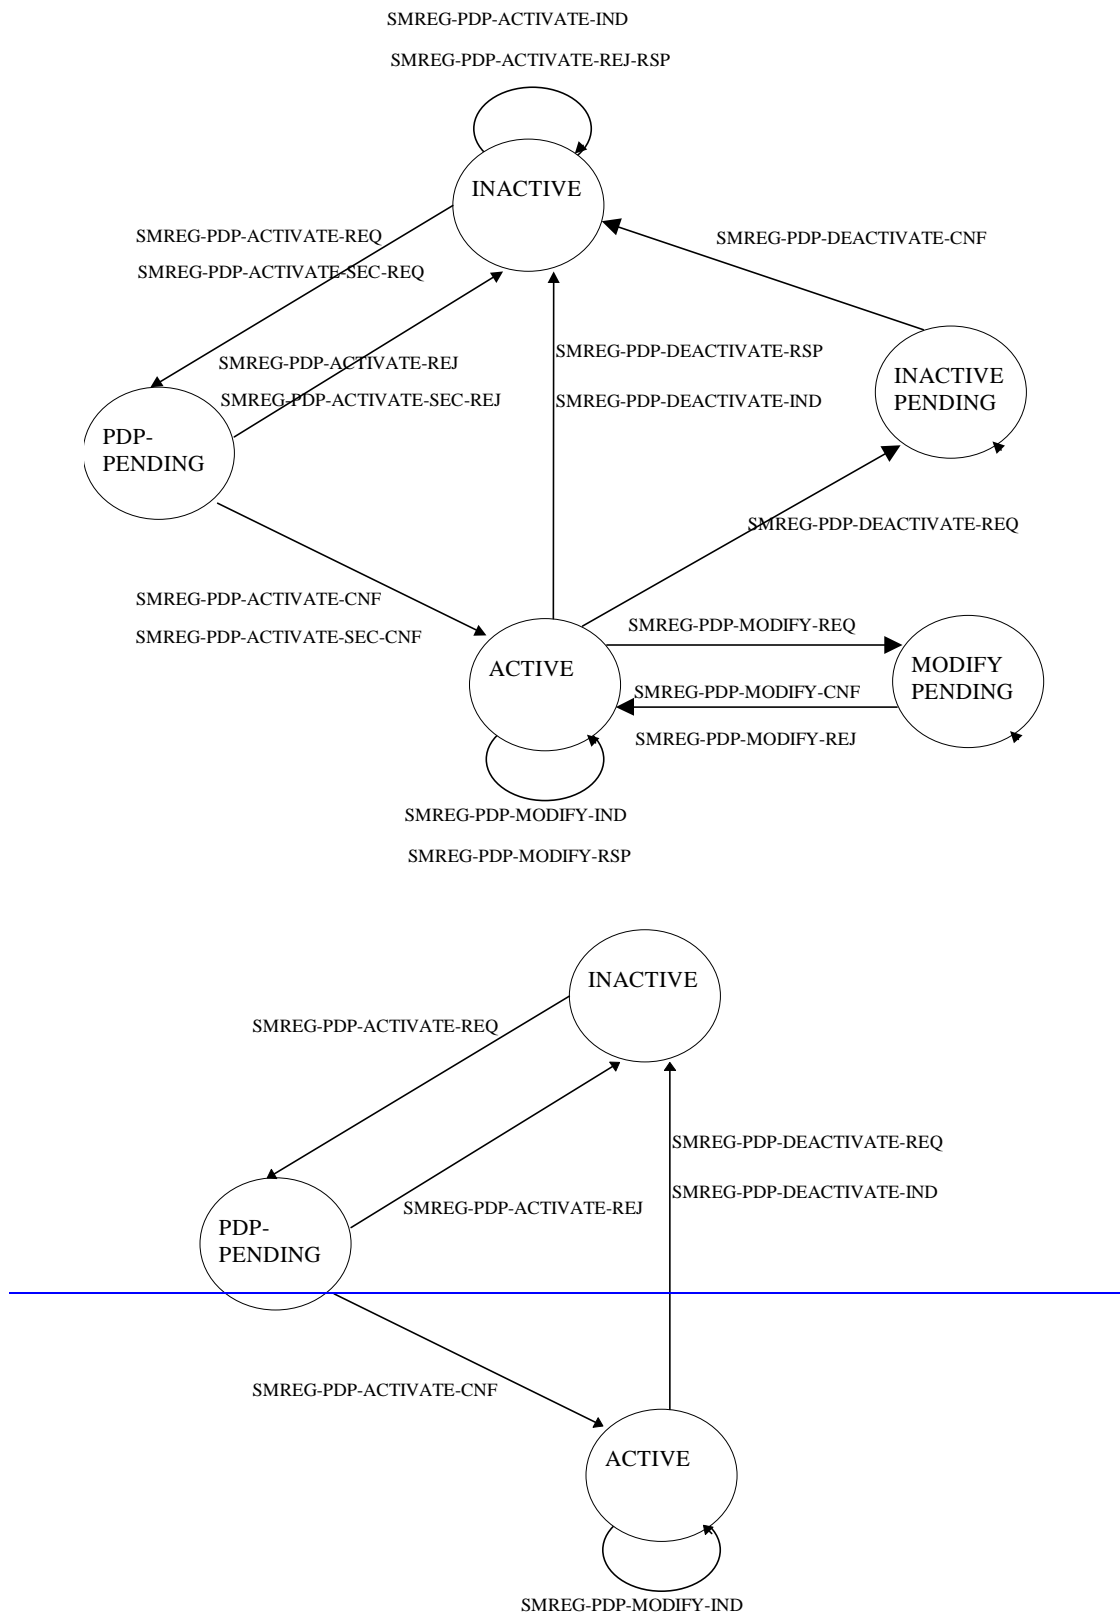 SMREG-PDP-ACTIVATE-IND
SMREG-PDP-ACTIVATE-REJ-RSP
INACTIVE
SMREG-PDP-ACTIVATE-REQ
SMREG-PDP-DEACTIVATE-CNF
SMREG-PDP-ACTIVATE-SEC-REQ
SMREG-PDP-DEACTIVATE-RSP
SMREG-PDP-ACTIVATE-REJ
INACTIVE
PENDING
SMREG-PDP-ACTIVATE-SEC-REJ
SMREG-PDP-DEACTIVATE-IND
PDP-
PENDING
SMREG-PDP-DEACTIVATE-REQ
SMREG-PDP-ACTIVATE-CNF
SMREG-PDP-ACTIVATE-SEC-CNF
SMREG-PDP-MODIFY-REQ
ACTIVE
MODIFY
PENDING
SMREG-PDP-MODIFY-CNF
SMREG-PDP-MODIFY-REJ
SMREG-PDP-MODIFY-IND
SMREG-PDP-MODIFY-RSP
INACTIVE
SMREG-PDP-ACTIVATE-REQ
SMREG-PDP-DEACTIVATE-REQ
SMREG-PDP-DEACTIVATE-IND
SMREG-PDP-ACTIVATE-REJ
PDP-
PENDING
SMREG-PDP-ACTIVATE-CNF
ACTIVE
SMREG-PDP-MODIFY-IND